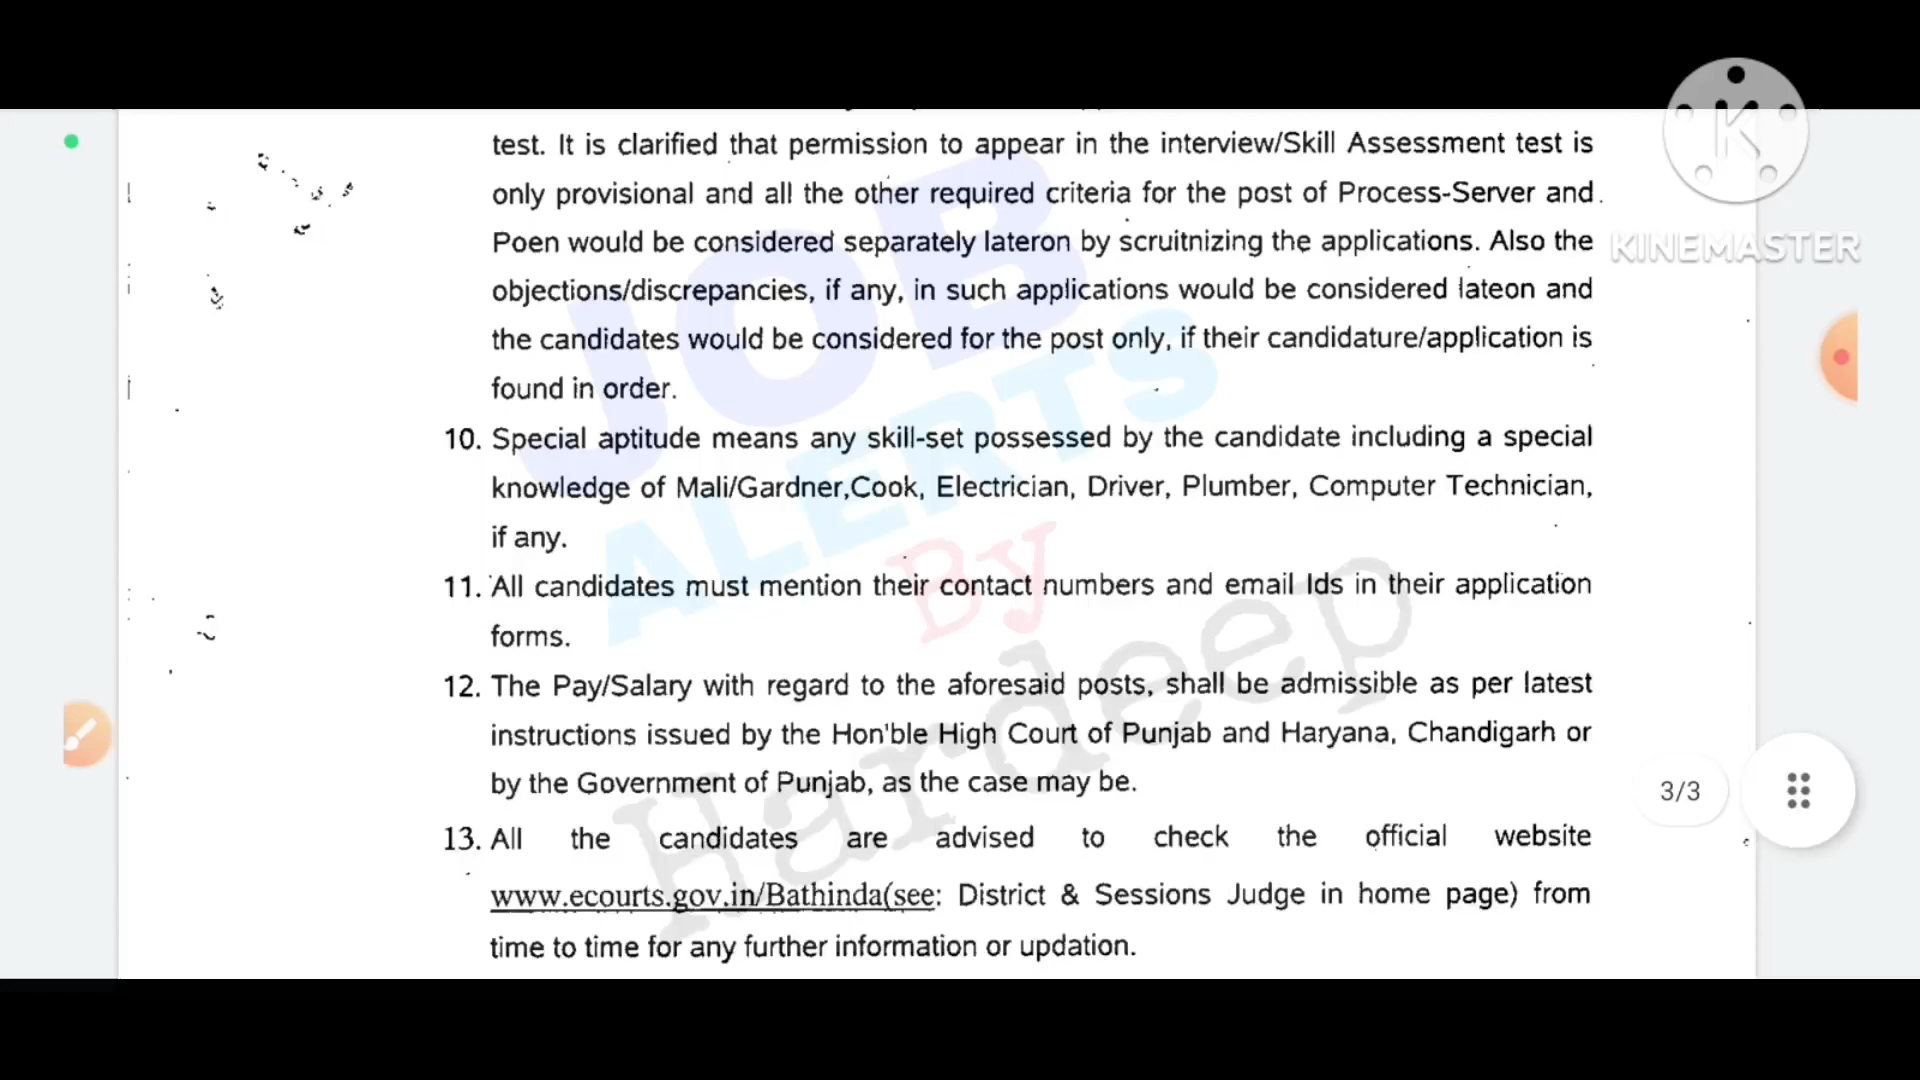 test. It is clarified that permission to appear in the interview/Skill Assessment test is
only provisional and all the other required criteria for the post of Process-Server and
Poen would be considered separately lateron by scruitnizing the applications. Also the
objections/discrepancies, if any, in such applications would be considered lateon and
the candidates would be considered for the post only, if their candidature/application is
found in order.
10. Special aptitude means any skill-set possessed by the candidate including a special
knowledge of Mali/Gardner,Cook, Electrician, Driver, Plumber, Computer Technician,
if any.
11. All candidates must mention their contact numbers and email Ids in their application
forms.
12. The Pay/Salary with regard to the aforesaid posts, shall be admissible as per latest
instructions issued by the Hon'ble High Court of Punjab and Haryana, Chandigarh or
by the Government of Punjab, as the case may be.
13. All the candidates are advised to check the official website
www.ecourts.gov.in/Bathinda(see: District & Sessions Judge in home page) from
time to time for any further information or updation.
JOB
ALERTS
By
Hardeep
K
KINEMASTER
3/3